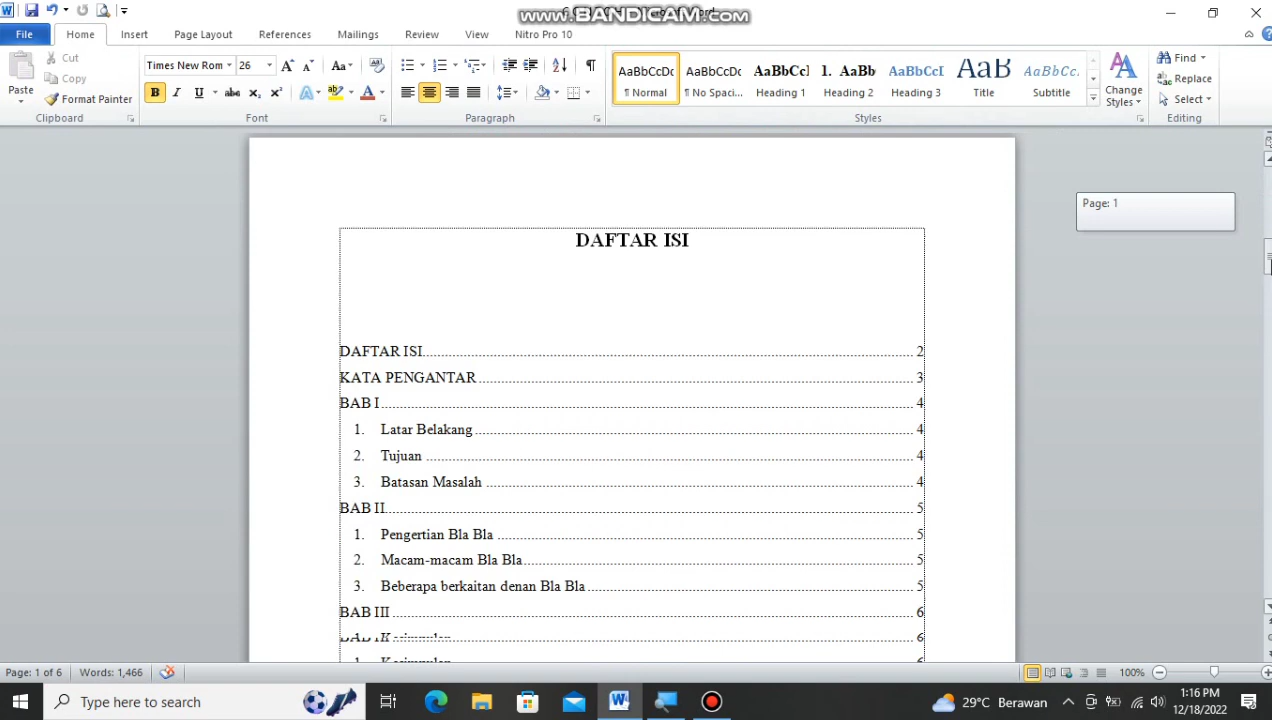 www.BANDICAM.com
File Home Insert Page Layout References Mailings Review View Nitro Pro 10
Paste
Cut
Copy
Format Painter
Clipboard
Times New Rom 26
Font
Paragraph
AaBbCcDc AaBbCcDc AaBbCcI 1. AaBb AaBbCcI AaB AaBbCc.
¶ Normal ¶ No Spaci... Heading 1 Heading 2 Heading 3 Title Subtitle
Change Styles
Styles
Find
Replace
Select
Editing
Page: 1
DAFTAR ISI
DAFTAR ISI 2
KATA PENGANTAR 3
BAB I 4
1. Latar Belakang 4
2. Tujuan 4
3. Batasan Masalah 4
BAB II 5
1. Pengertian Bla Bla 5
2. Macam-macam Bla Bla 5
3. Beberapa berkaitan denan Bla Bla 5
BAB III 6
Page: 1 of 6 Words: 1,466 100%
Type here to search
29°C Berawan
1:16 PM
12/18/2022